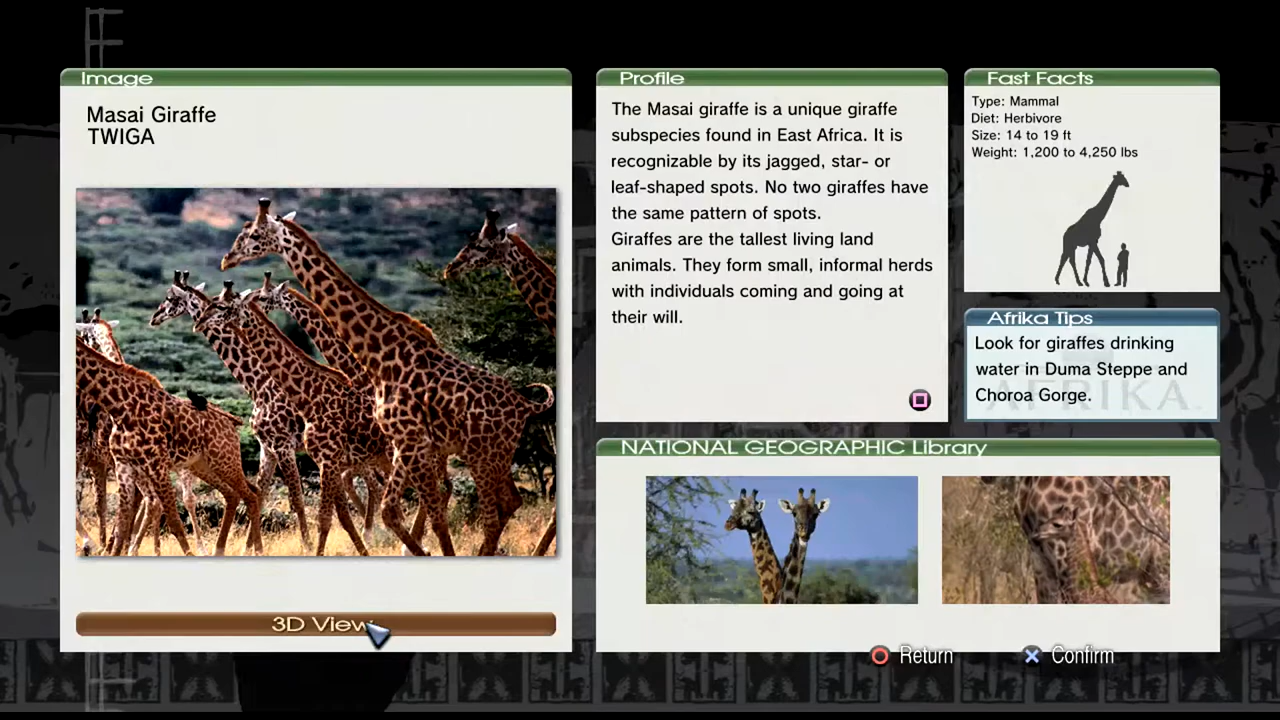 Image
Masai Giraffe
TWIGA
3D View
Profile
The Masai giraffe is a unique giraffe
subspecies found in East Africa. It is
recognizable by its jagged, star- or
leaf-shaped spots. No two giraffes have
the same pattern of spots.
Giraffes are the tallest living land
animals. They form small, informal herds
with individuals coming and going at
their will.
Fast Facts
Type: Mammal
Diet: Herbivore
Size: 14 to 19 ft
Weight: 1,200 to 4,250 lbs
Afrika Tips
Look for giraffes drinking
water in Duma Steppe and
Choroa Gorge.
AFRIKA
NATIONAL GEOGRAPHIC Library
Return
Confirm